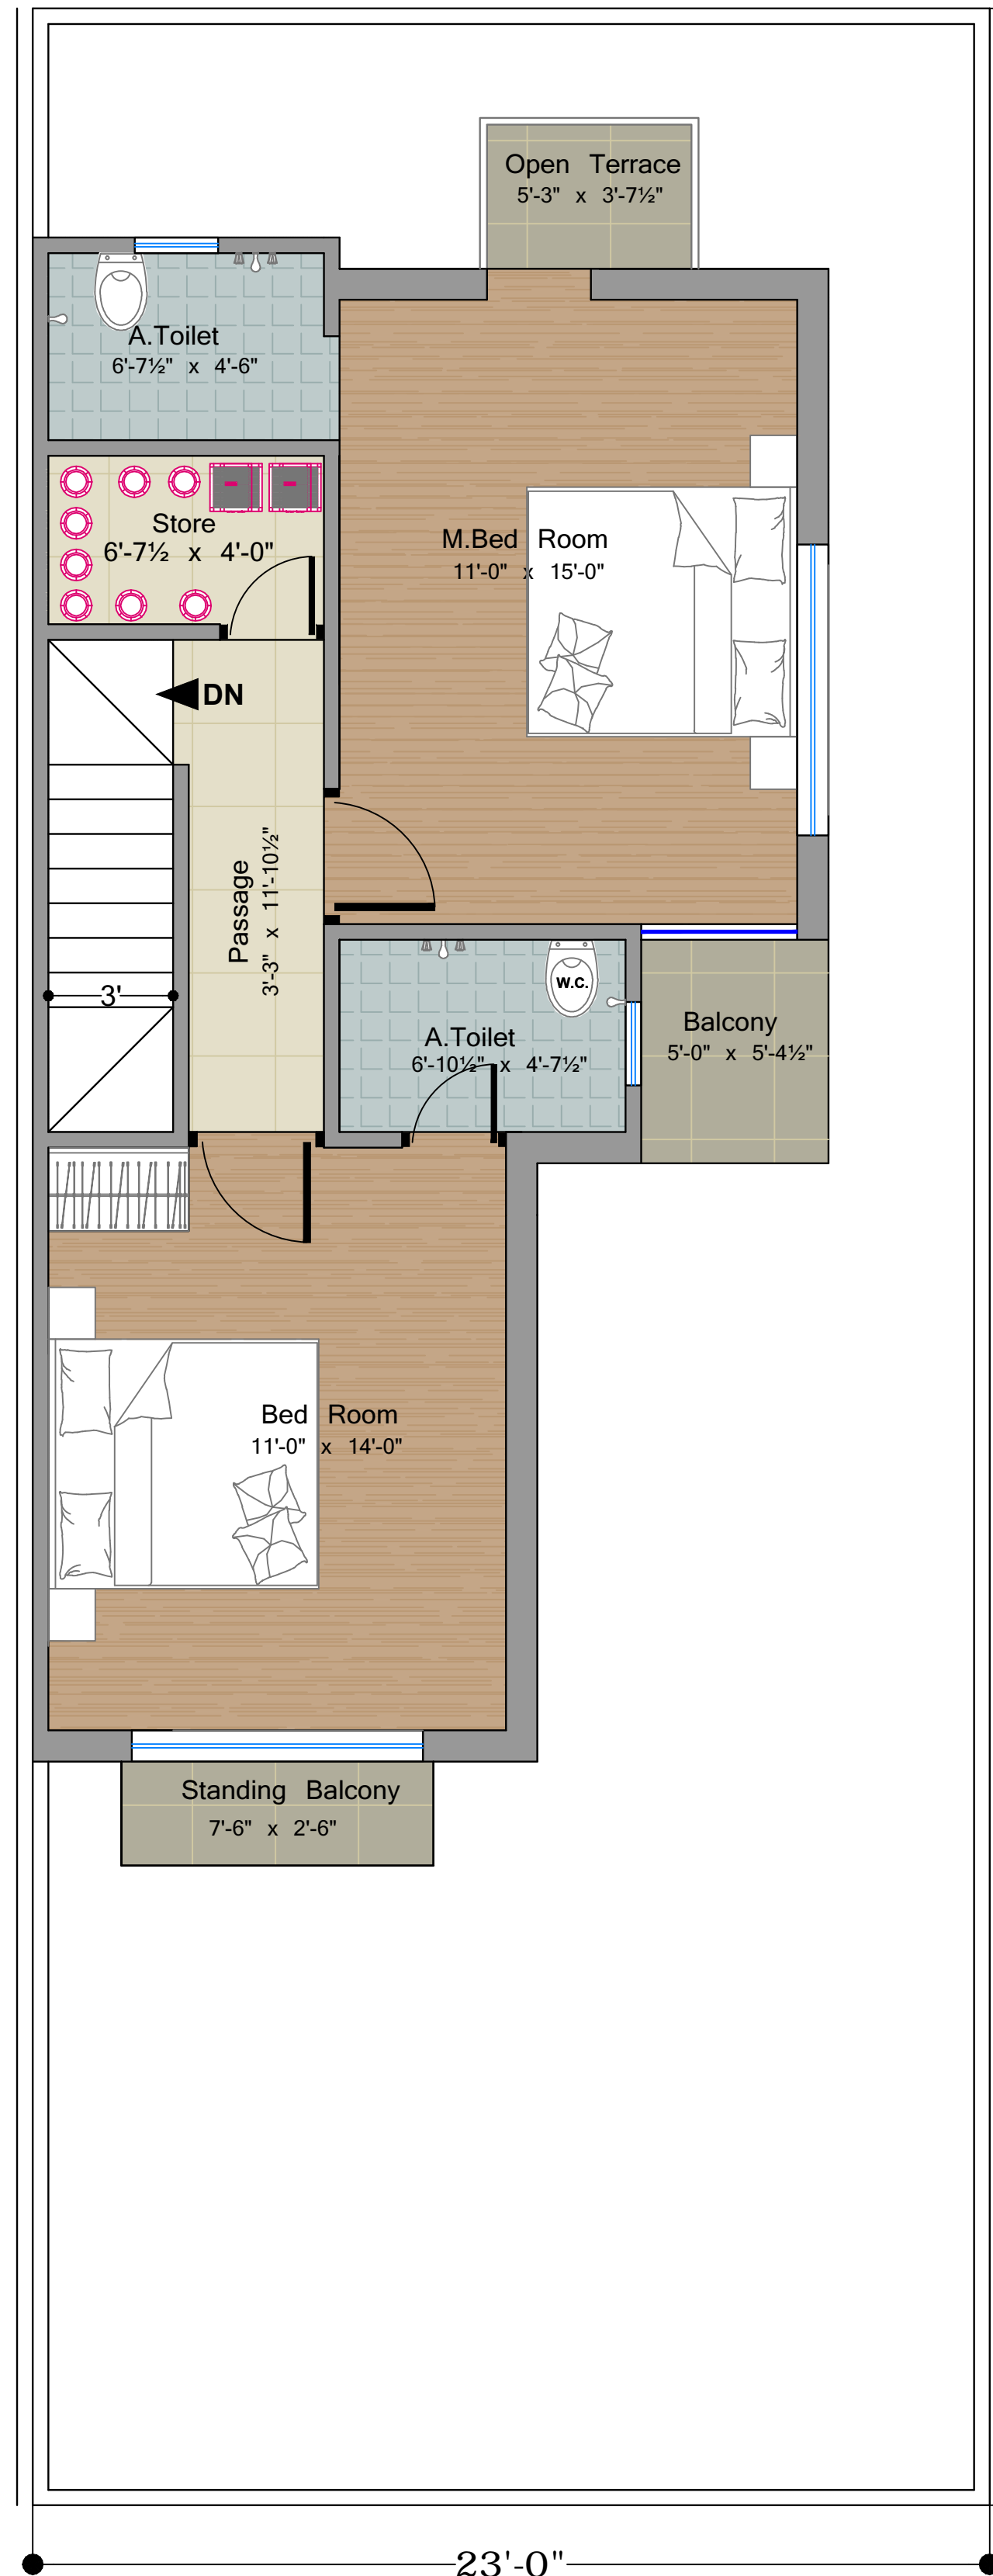 Open Terrace
5'-3" x 3'-7½"
A.Toilet
6'-7½" x 4'-6"
Store
6'-7½ x 4'-0"
M.Bed Room
11'-0" x 15'-0"
DN
Passage
3'-3" x 11'-10½"
3'
W.C.
A.Toilet
6'-10½" x 4'-7½"
Balcony
5'-0" x 5'-4½"
Bed Room
11'-0" x 14'-0"
Standing Balcony
7'-6" x 2'-6"
23'-0"